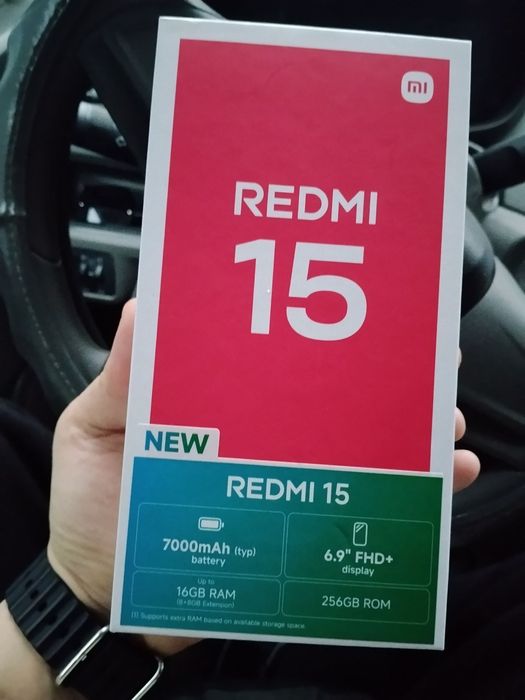 mi
REDMI
15
NEW
REDMI 15
7000mAh (typ)
battery
6.9" FHD+
display
Up to
16GB RAM
(8+8GB Extension)
256GB ROM
[1] Supports extra RAM based on available storage space.